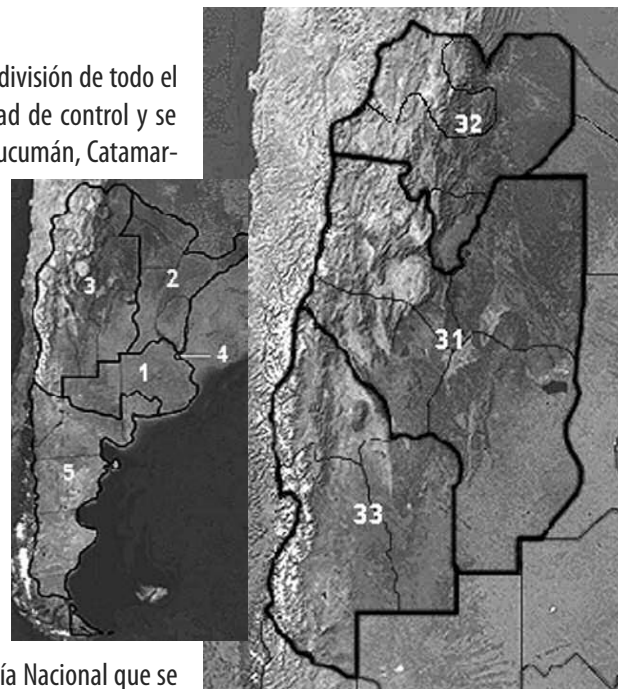 división de todo el
ad de control y se
ucumán, Catamar-
32
3
2
4
1
31
5
33
ía Nacional que se